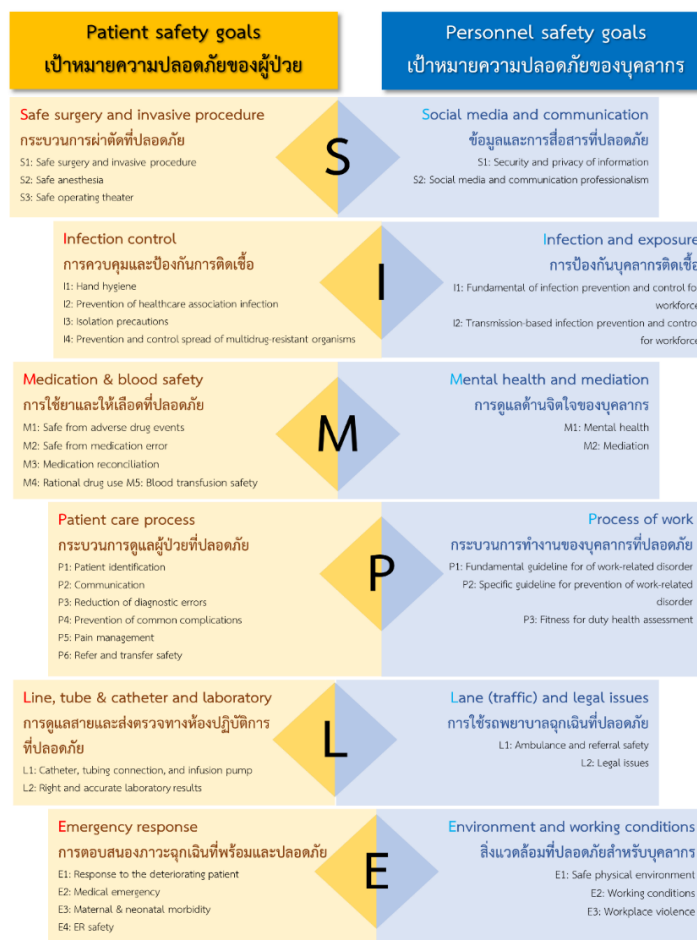 Patient safety goals
เป้าหมายความปลอดภัยของผู้ป่วย
Personnel safety goals
เป้าหมายความปลอดภัยของบุคลากร
Safe surgery and invasive procedure
กระบวนการผ่าตัดที่ปลอดภัย
S1: Safe surgery and invasive procedure
S2: Safe anesthesia
S3: Safe operating theater
S
Social media and communication
ข้อมูลและการสื่อสารที่ปลอดภัย
S1: Security and privacy of information
S2: Social media and communication professionalism
Infection control
การควบคุมและป้องกันการติดเชื้อ
I1: Hand hygiene
I2: Prevention of healthcare association infection
I3: Isolation precautions
I4: Prevention and control spread of multidrug-resistant organisms
I
Infection and exposure
การป้องกันบุคลากรติดเชื้อ
I1: Fundamental of infection prevention and control for
workforce
I2: Transmission-based infection prevention and control
for workforce
Medication & blood safety
การใช้ยาและให้เลือดที่ปลอดภัย
M1: Safe from adverse drug events
M2: Safe from medication error
M3: Medication reconciliation
M4: Rational drug use M5: Blood transfusion safety
M
Mental health and mediation
การดูแลด้านจิตใจของบุคลากร
M1: Mental health
M2: Mediation
Patient care process
กระบวนการดูแลผู้ป่วยที่ปลอดภัย
P1: Patient identification
P2: Communication
P3: Reduction of diagnostic errors
P4: Prevention of common complications
P5: Pain management
P6: Refer and transfer safety
P
Process of work
กระบวนการทำงานของบุคลากรที่ปลอดภัย
P1: Fundamental guideline for of work-related disorder
P2: Specific guideline for prevention of work-related
disorder
P3: Fitness for duty health assessment
Line, tube & catheter and laboratory
การดูแลสายและส่งตรวจทางห้องปฏิบัติการ
ที่ปลอดภัย
L1: Catheter, tubing connection, and infusion pump
L2: Right and accurate laboratory results
L
Lane (traffic) and legal issues
การใช้รถพยาบาลฉุกเฉินที่ปลอดภัย
L1: Ambulance and referral safety
L2: Legal issues
Emergency response
การตอบสนองภาวะฉุกเฉินที่พร้อมและปลอดภัย
E1: Response to the deteriorating patient
E2: Medical emergency
E3: Maternal & neonatal morbidity
E4: ER safety
E
Environment and working conditions
สิ่งแวดล้อมที่ปลอดภัยสำหรับบุคลากร
E1: Safe physical environment
E2: Working conditions
E3: Workplace violence